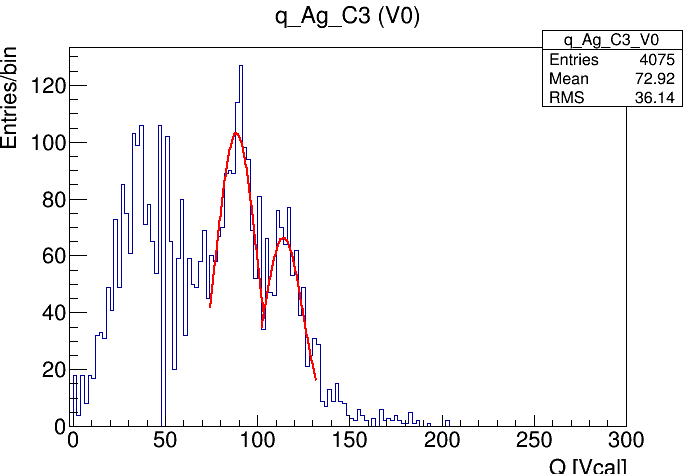 q_Ag_C3 (V0)
q_Ag_C3_V0
Entries 4075
Mean 72.92
RMS 36.14
Entries/bin
120
100
80
60
40
20
0
0 50 100 150 200 250 300
Q [Vcal]